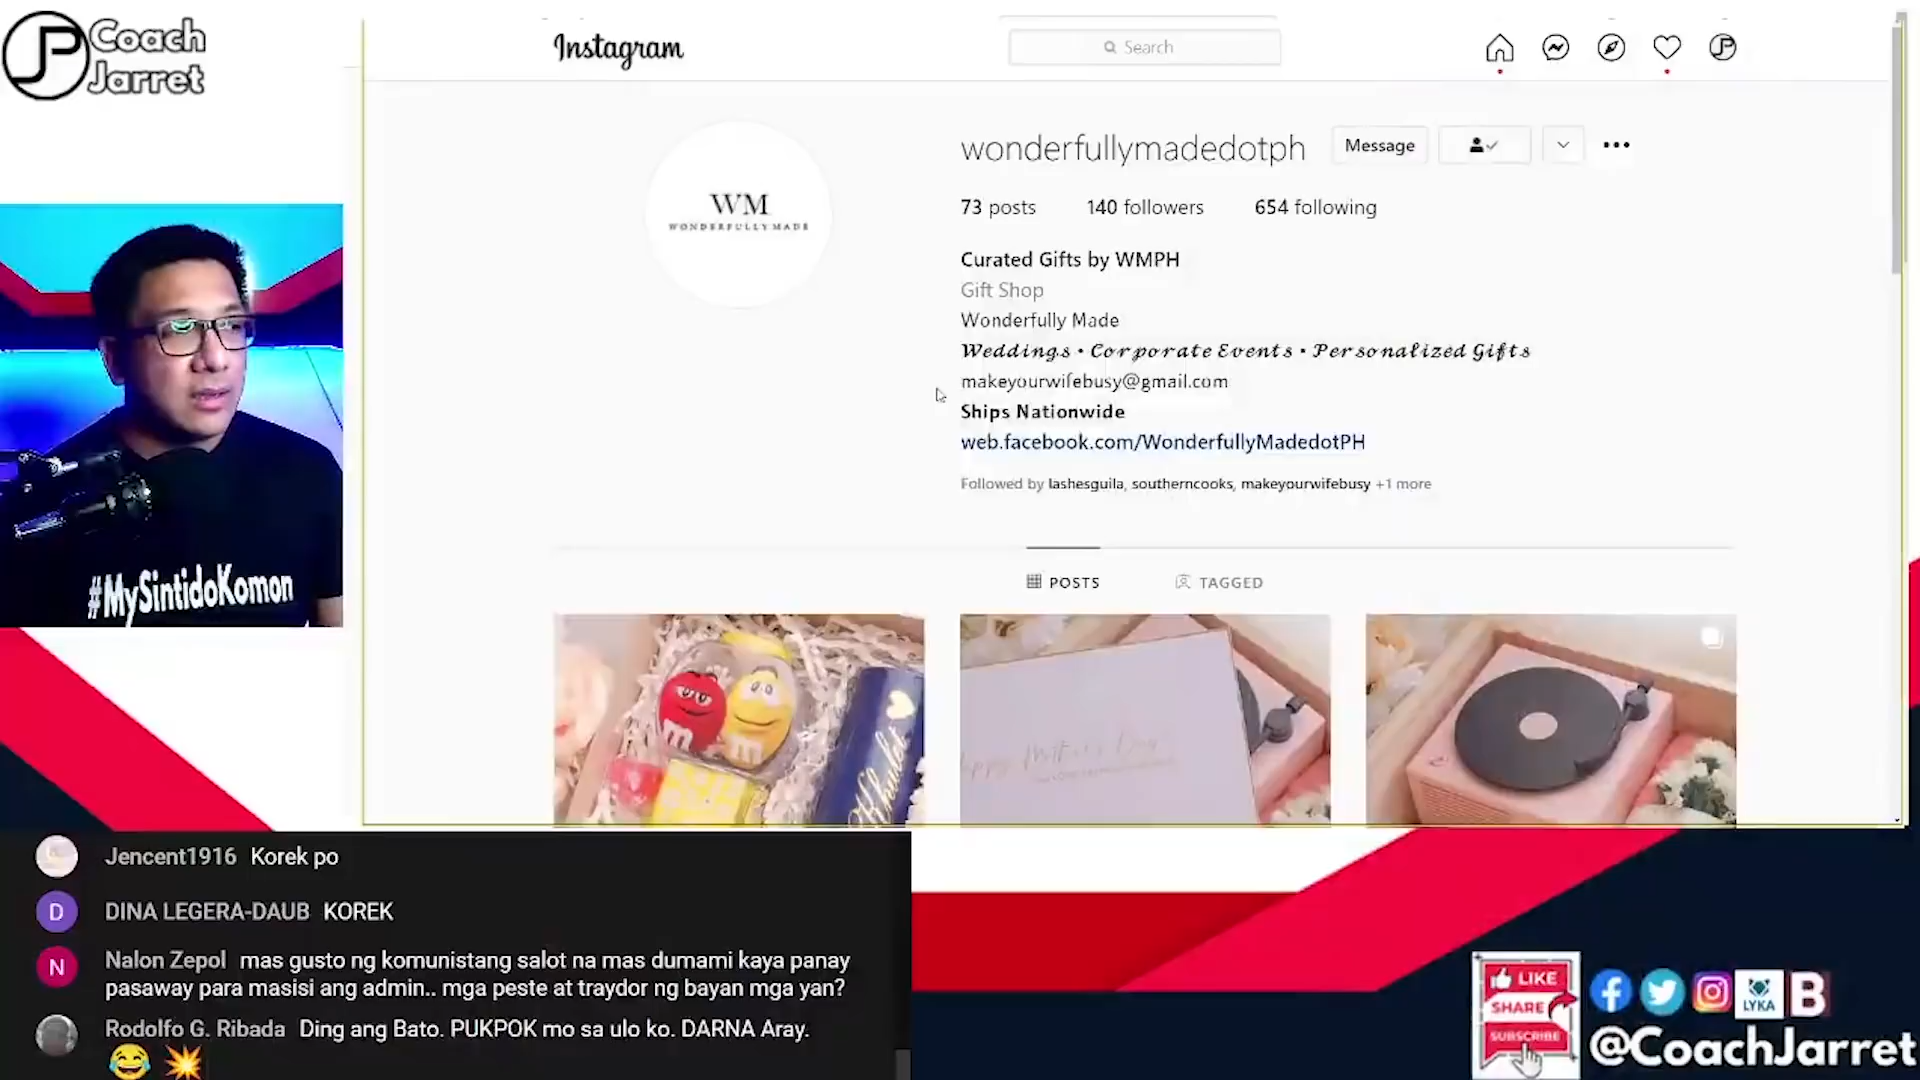 Coach
Jarret
Instagram
Search
wonderfullymadedotph
Message
73 posts
140 followers
654 following
WM
WONDERFULLY MADE
Curated Gifts by WMPH
Gift Shop
Wonderfully Made
Weddings • Corporate Events • Personalized Gifts
makeyourwifebusy@gmail.com
Ships Nationwide
web.facebook.com/WonderfullyMadedotPH
Followed by lashesguila, southerncooks, makeyourwifebusy +1 more
#MySintidoKomon
POSTS
TAGGED
m
m
Happy Mother's Day
Jencent1916 Korek po
D
DINA LEGERA-DAUB KOREK
N
Nalon Zepol mas gusto ng komunistang salot na mas dumami kaya panay
pasaway para masisi ang admin.. mga peste at traydor ng bayan mga yan?
Rodolfo G. Ribada Ding ang Bato. PUKPOK mo sa ulo ko. DARNA Aray.
😂 💥
LIKE
SHARE
SUBSCRIBE
LYKA
B
@CoachJarret